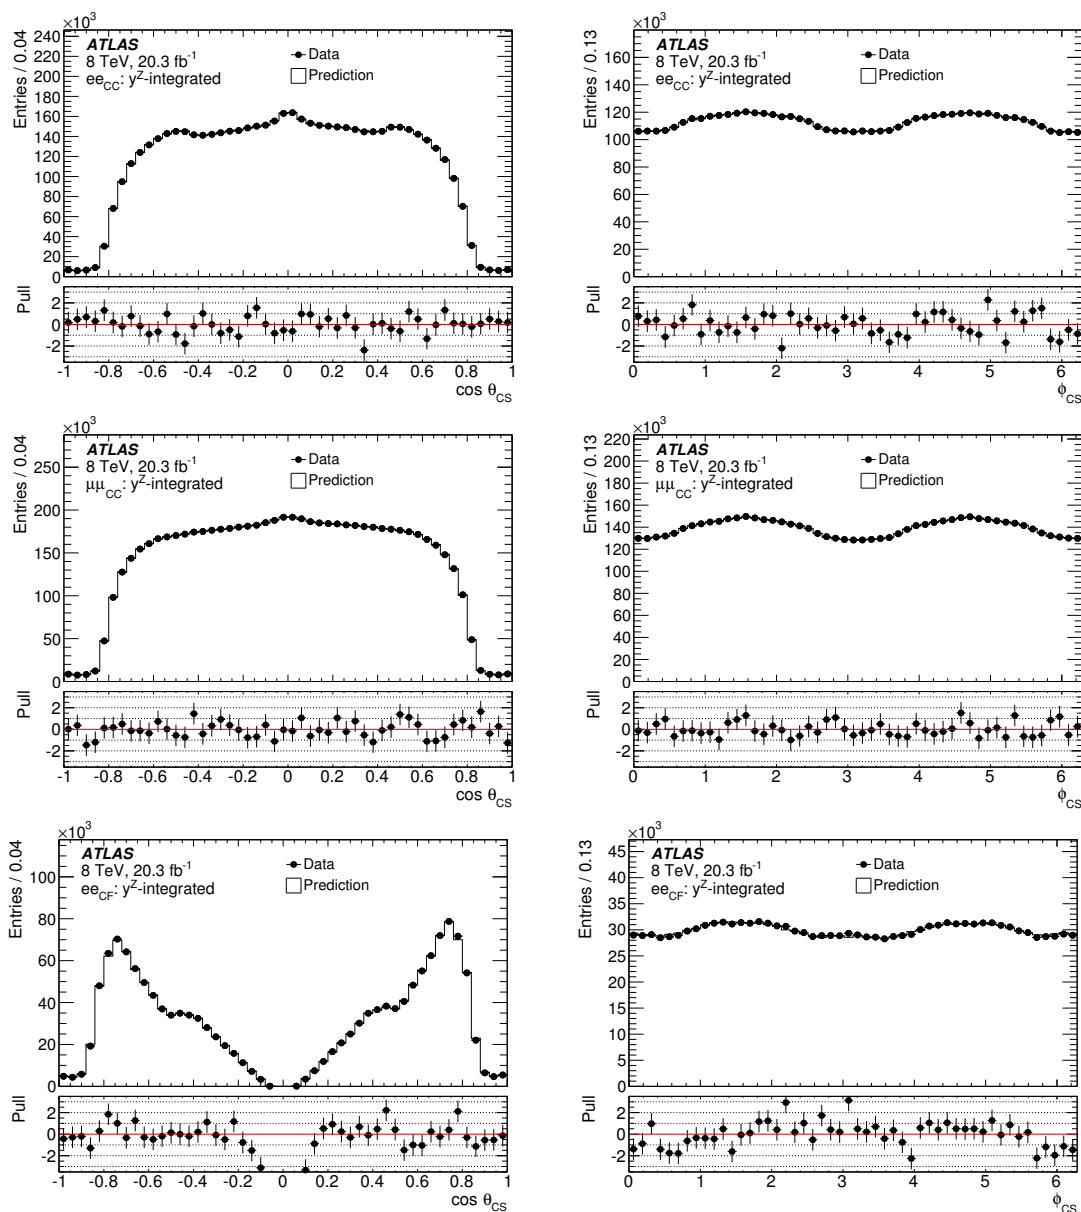 ×10³
Entries / 0.04
240
220
200
180
160
140
120
100
80
60
40
20
0
ATLAS
8 TeV, 20.3 fb⁻¹
ee_CC: y^Z-integrated
Data
Prediction
Pull
2
0
-2
-1 -0.8 -0.6 -0.4 -0.2 0 0.2 0.4 0.6 0.8 1
cos θ_CS
×10³
Entries / 0.13
180
160
140
120
100
80
60
40
20
0
ATLAS
8 TeV, 20.3 fb⁻¹
ee_CC: y^Z-integrated
Data
Prediction
Pull
2
0
-2
0 1 2 3 4 5 6
ϕ_CS
×10³
Entries / 0.04
250
200
150
100
50
0
ATLAS
8 TeV, 20.3 fb⁻¹
μμ_CC: y^Z-integrated
Data
Prediction
Pull
2
0
-2
-1 -0.8 -0.6 -0.4 -0.2 0 0.2 0.4 0.6 0.8 1
cos θ_CS
×10³
Entries / 0.13
220
200
180
160
140
120
100
80
60
40
20
0
ATLAS
8 TeV, 20.3 fb⁻¹
μμ_CC: y^Z-integrated
Data
Prediction
Pull
2
0
-2
0 1 2 3 4 5 6
ϕ_CS
×10³
Entries / 0.04
100
80
60
40
20
0
ATLAS
8 TeV, 20.3 fb⁻¹
ee_CF: y^Z-integrated
Data
Prediction
Pull
2
0
-2
-1 -0.8 -0.6 -0.4 -0.2 0 0.2 0.4 0.6 0.8 1
cos θ_CS
×10³
Entries / 0.13
45
40
35
30
25
20
15
10
5
0
ATLAS
8 TeV, 20.3 fb⁻¹
ee_CF: y^Z-integrated
Data
Prediction
Pull
2
0
-2
0 1 2 3 4 5 6
ϕ_CS